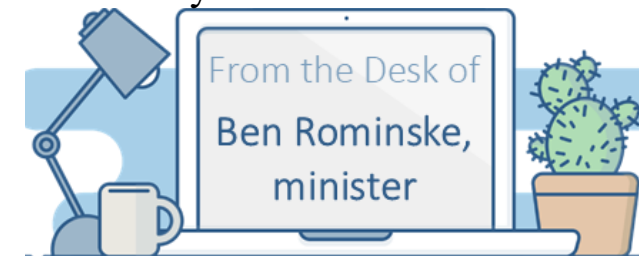 From the Desk of
Ben Rominske,
minister